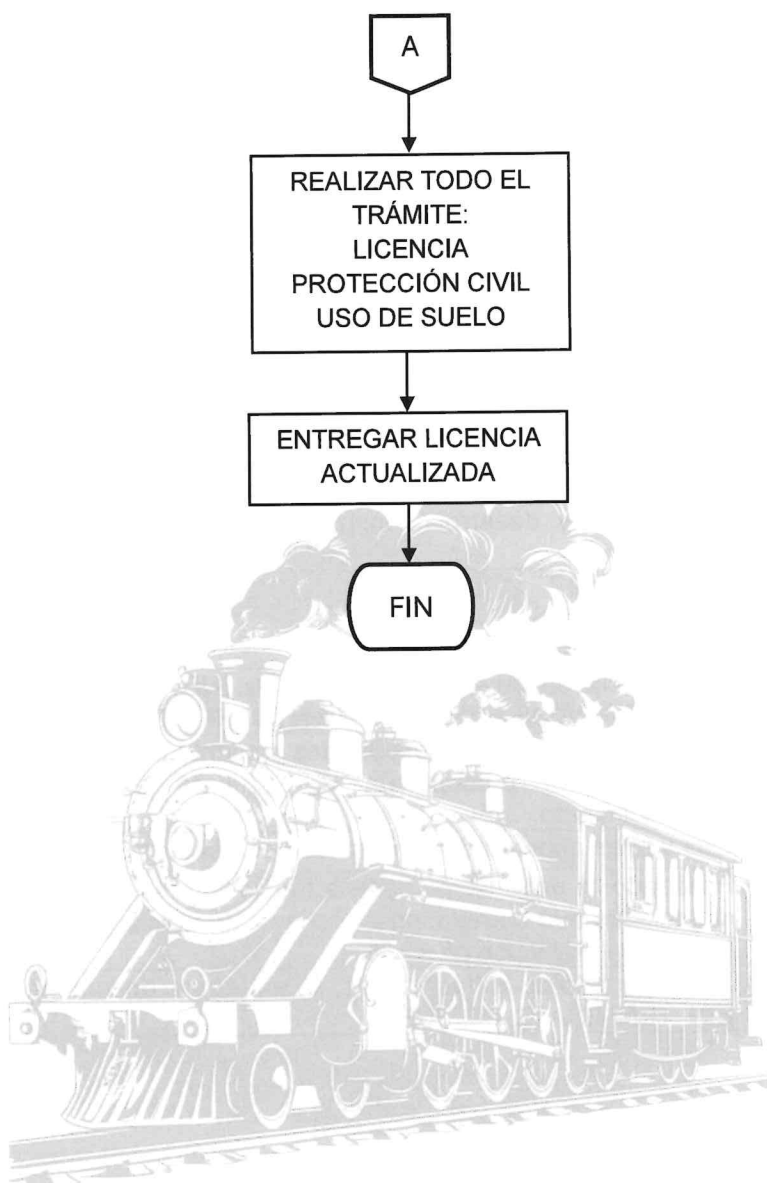 A
REALIZAR TODO EL
TRÁMITE:
LICENCIA
PROTECCIÓN CIVIL
USO DE SUELO
ENTREGAR LICENCIA
ACTUALIZADA
FIN